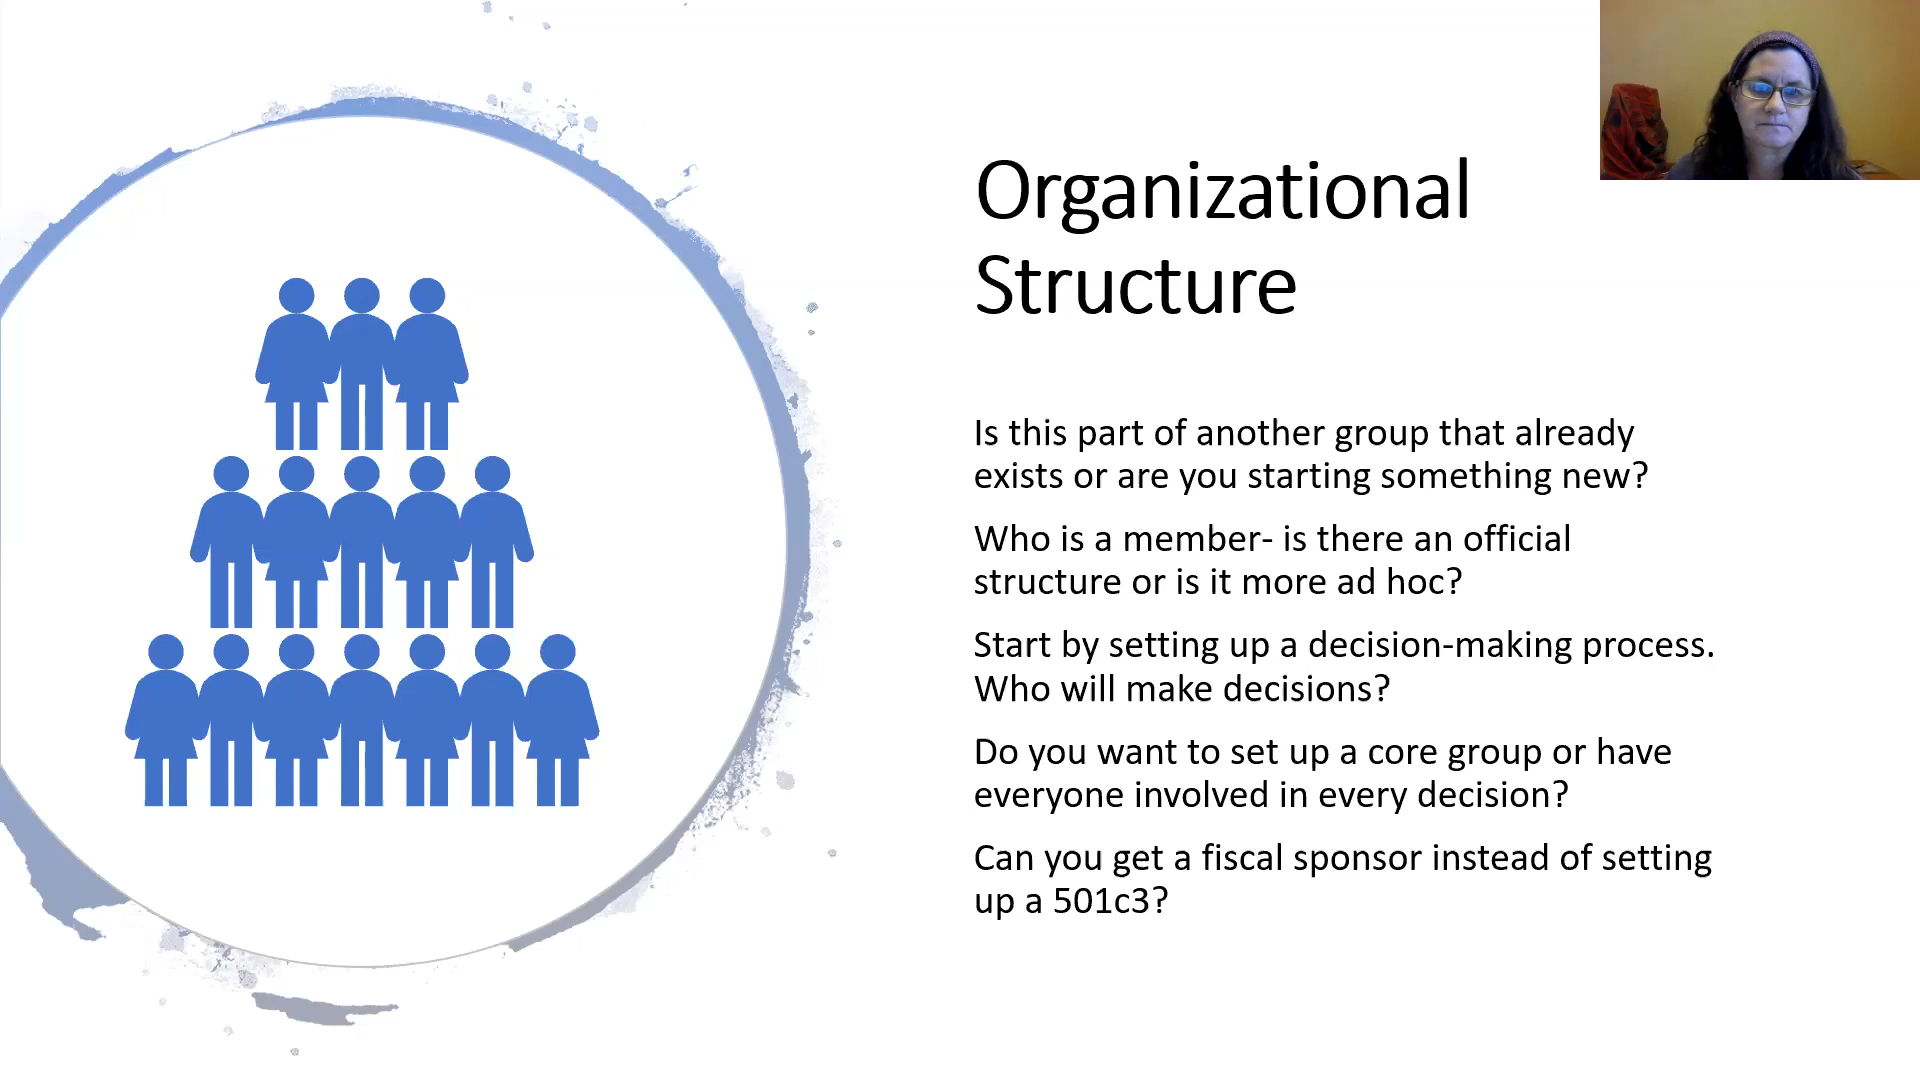 Organizational
Structure
Is this part of another group that already
exists or are you starting something new?
Who is a member- is there an official
structure or is it more ad hoc?
Start by setting up a decision-making process.
Who will make decisions?
Do you want to set up a core group or have
everyone involved in every decision?
Can you get a fiscal sponsor instead of setting
up a 501c3?